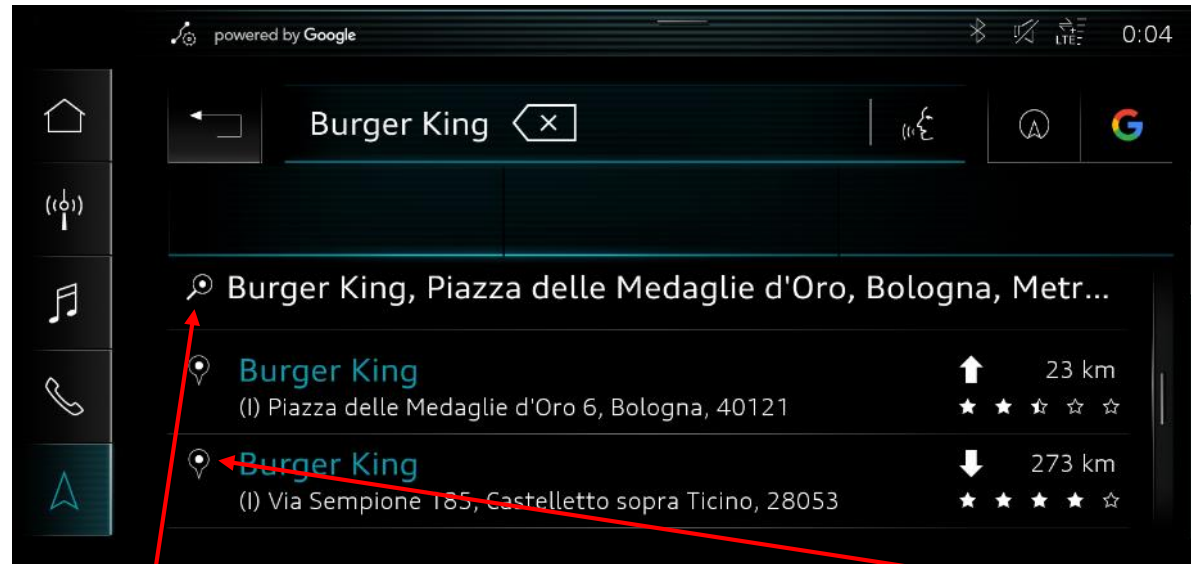 powered by Google
LTE
0:04
Burger King
G
Burger King, Piazza delle Medaglie d'Oro, Bologna, Metr...
Burger King
23 km
(I) Piazza delle Medaglie d'Oro 6, Bologna, 40121
Burger King
273 km
(I) Via Sempione 185, Castelletto sopra Ticino, 28053